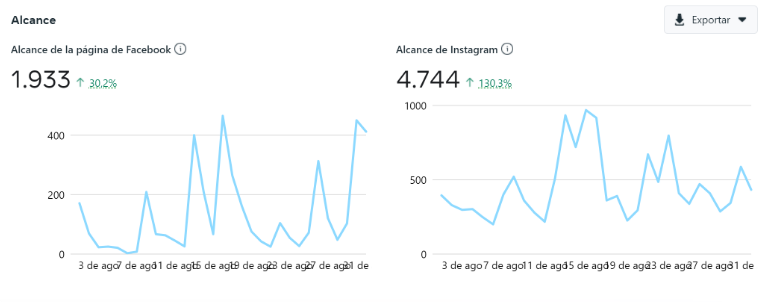 Alcance
Exportar
Alcance de la página de Facebook
1.933 ↑ 30,2%
400
200
0
3 de ago 7 de ago 11 de ago 15 de ago 19 de ago 23 de ago 27 de ago 31 de
Alcance de Instagram
4.744 ↑ 130,3%
1000
500
0
3 de ago 7 de ago 11 de ago 15 de ago 19 de ago 23 de ago 27 de ago 31 de